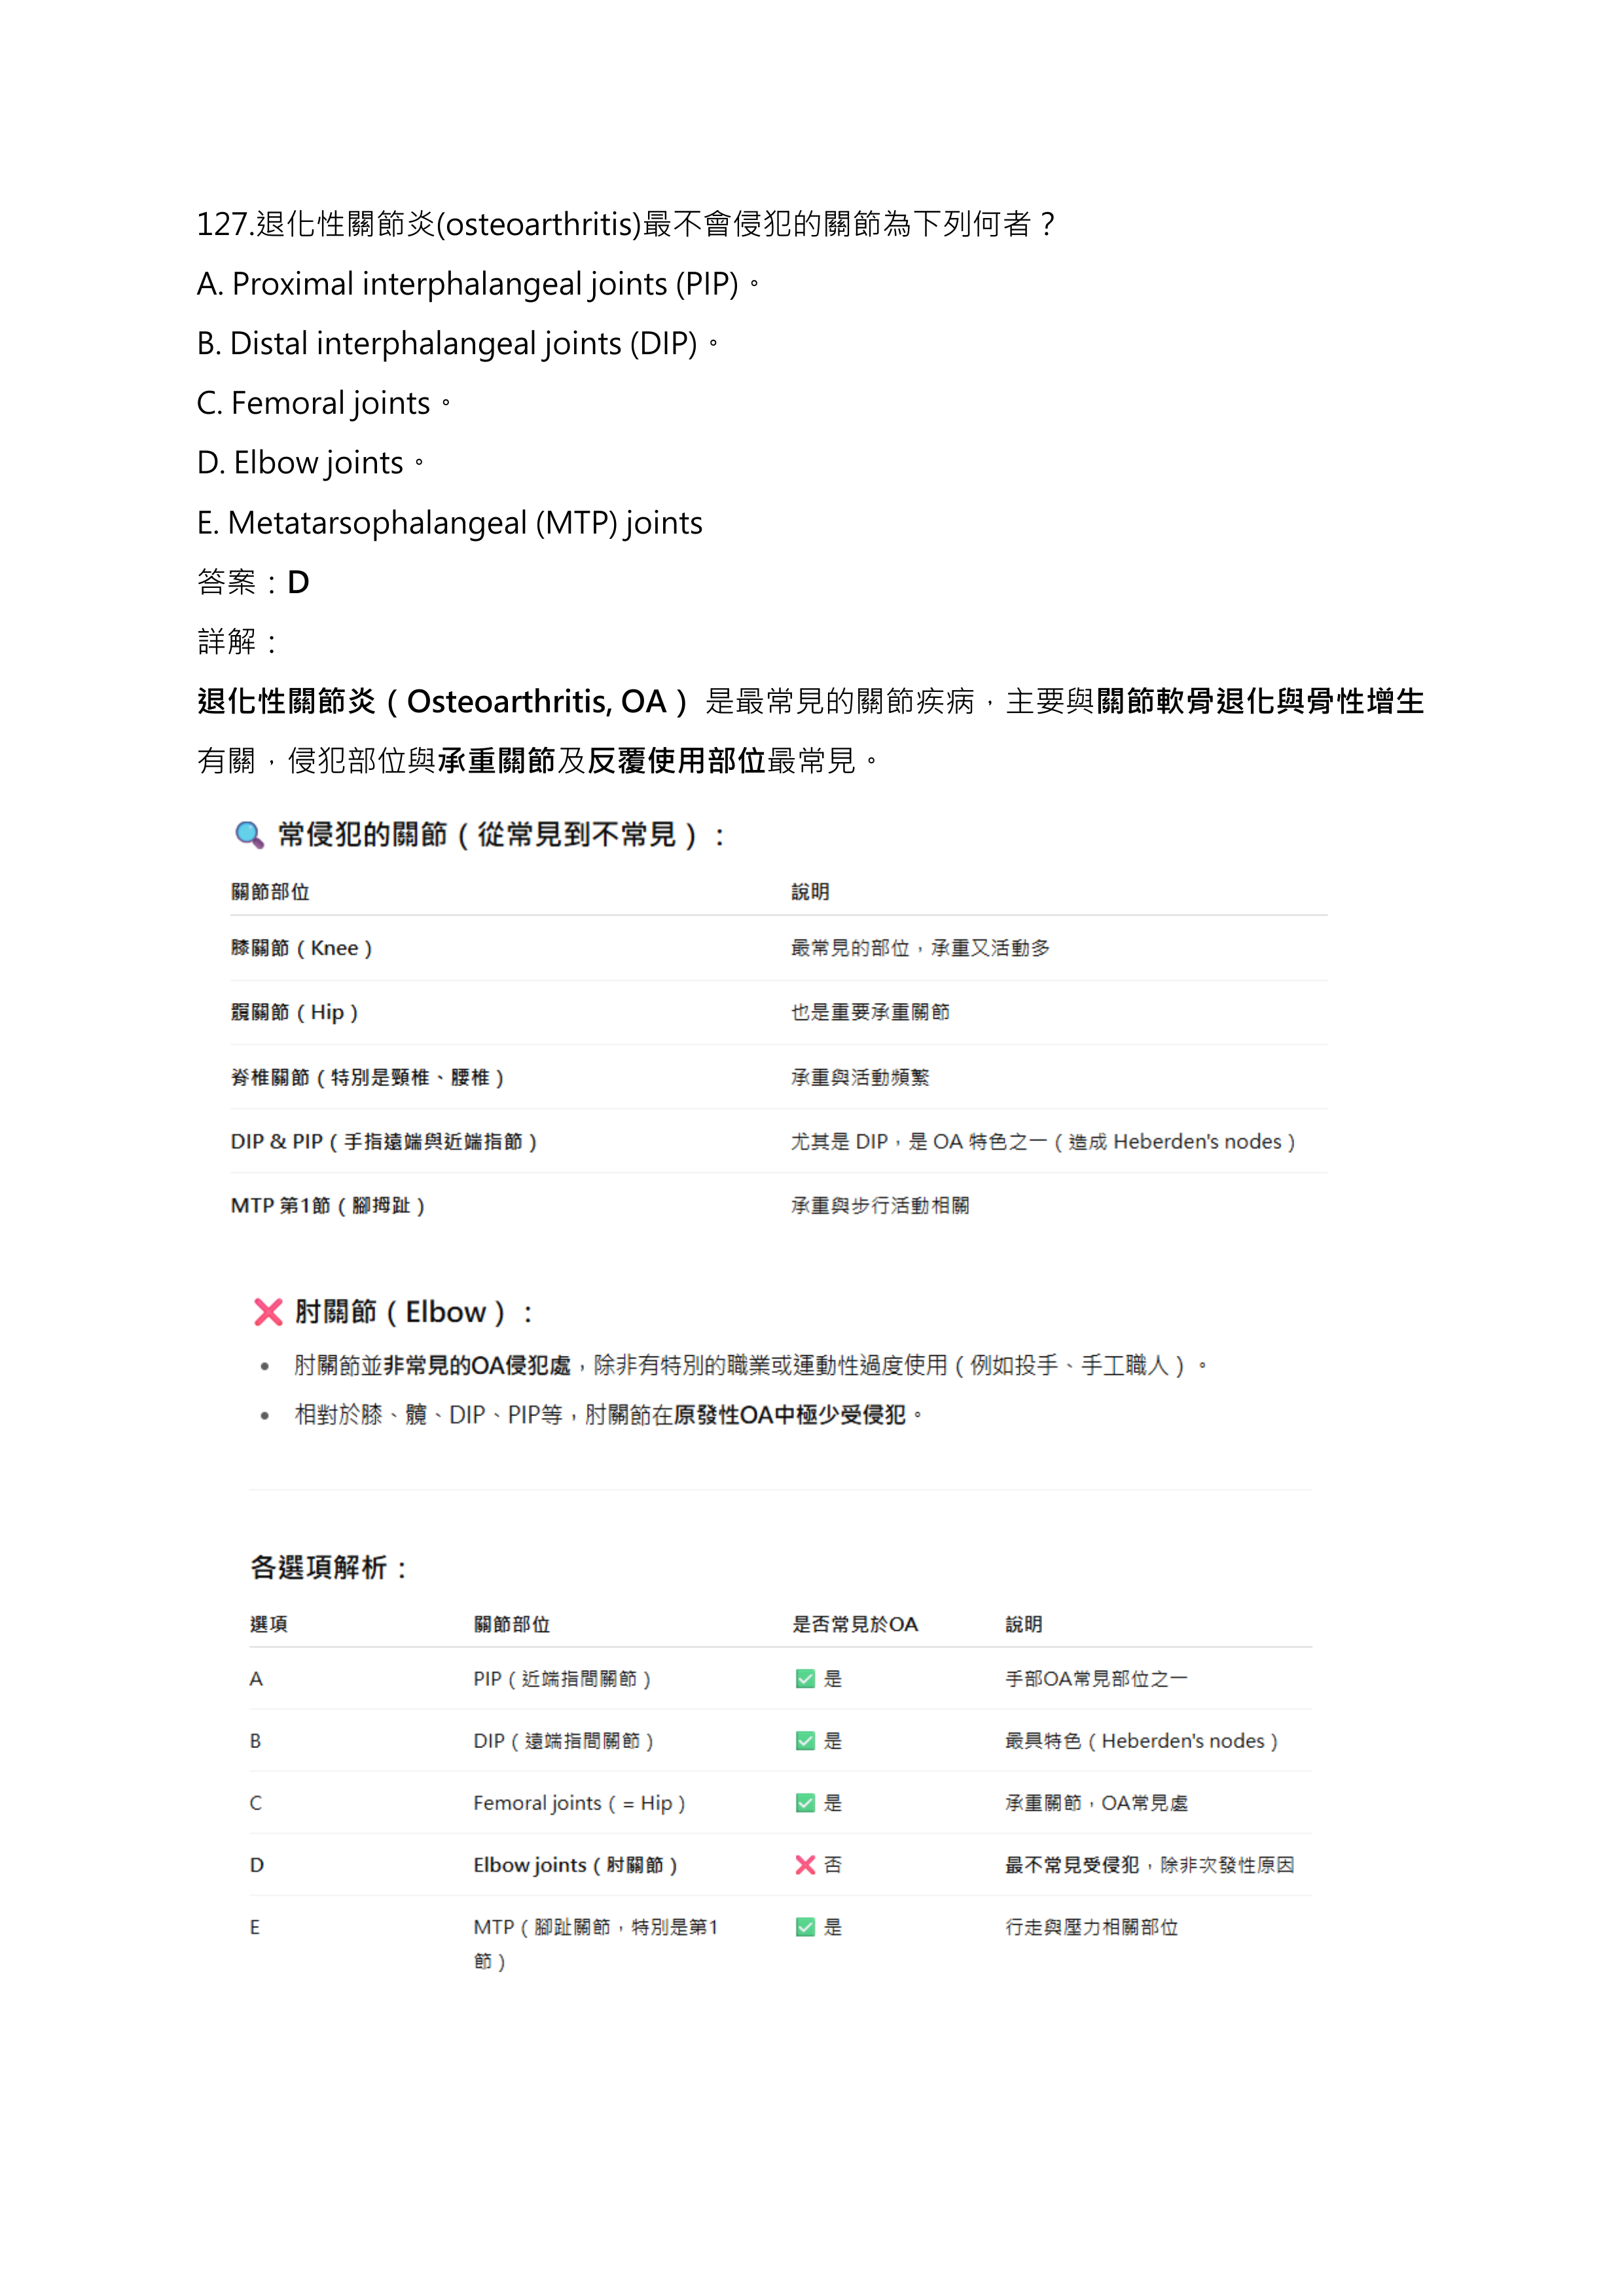 127.退化性關節炎(osteoarthritis)最不會侵犯的關節為下列何者？
A. Proximal interphalangeal joints (PIP)。
B. Distal interphalangeal joints (DIP)。
C. Femoral joints。
D. Elbow joints。
E. Metatarsophalangeal (MTP) joints
答案：D
詳解：
退化性關節炎（Osteoarthritis, OA）是最常見的關節疾病，主要與關節軟骨退化與骨性增生
有關，侵犯部位與承重關節及反覆使用部位最常見。
常侵犯的關節（從常見到不常見）：
關節部位 說明
膝關節（Knee） 最常見的部位，承重又活動多
髖關節（Hip） 也是重要承重關節
脊椎關節（特別是頸椎、腰椎） 承重與活動頻繁
DIP & PIP（手指遠端與近端指節） 尤其是 DIP，是 OA 特色之一（造成 Heberden's nodes）
MTP 第1節（腳拇趾） 承重與步行活動相關
❌ 肘關節（Elbow）：
• 肘關節並非常見的OA侵犯處，除非有特別的職業或運動性過度使用（例如投手、手工職人）。
• 相對於膝、髖、DIP、PIP等，肘關節在原發性OA中極少受侵犯。
各選項解析：
選項 關節部位 是否常見於OA 說明
A PIP（近端指間關節） ✅ 是 手部OA常見部位之一
B DIP（遠端指間關節） ✅ 是 最具特色（Heberden's nodes）
C Femoral joints（= Hip） ✅ 是 承重關節，OA常見處
D Elbow joints（肘關節） ❌ 否 最不常見受侵犯，除非次發性原因
E MTP（腳趾關節，特別是第1 ✅ 是 行走與壓力相關部位
節）